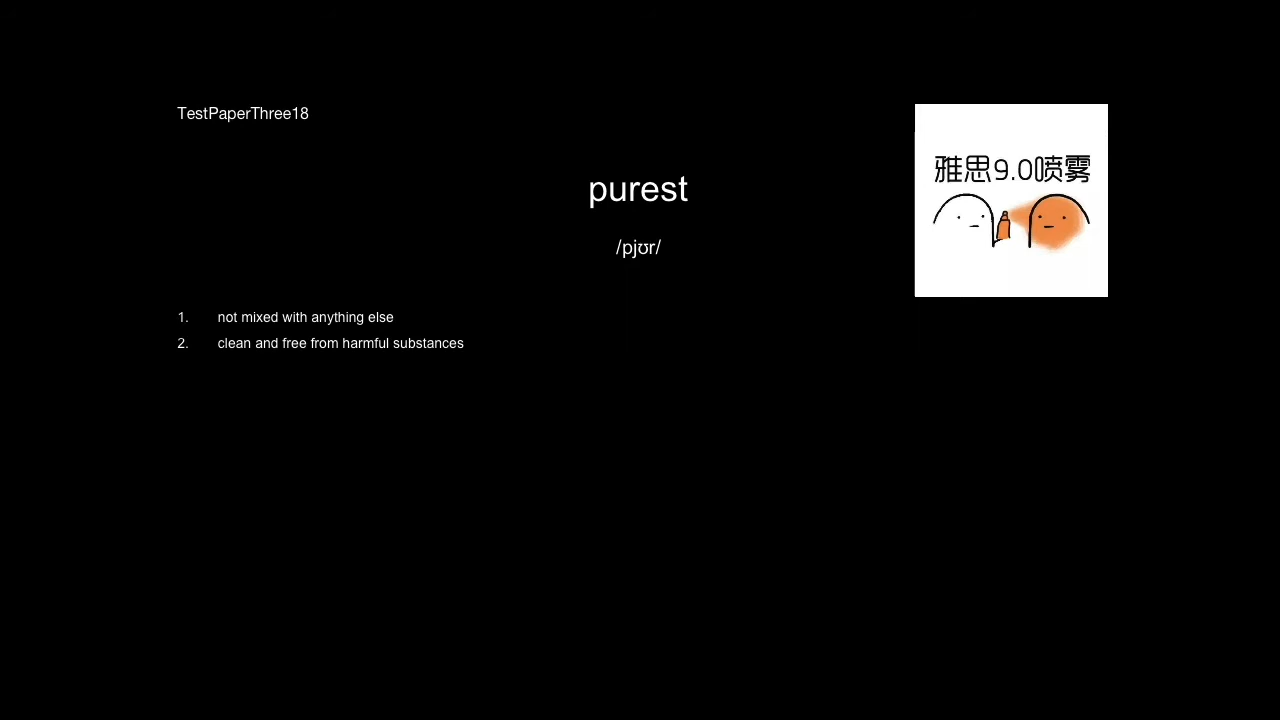 TestPaperThree18
雅思9.0喷雾
purest
/pjʊr/
1. not mixed with anything else
2. clean and free from harmful substances